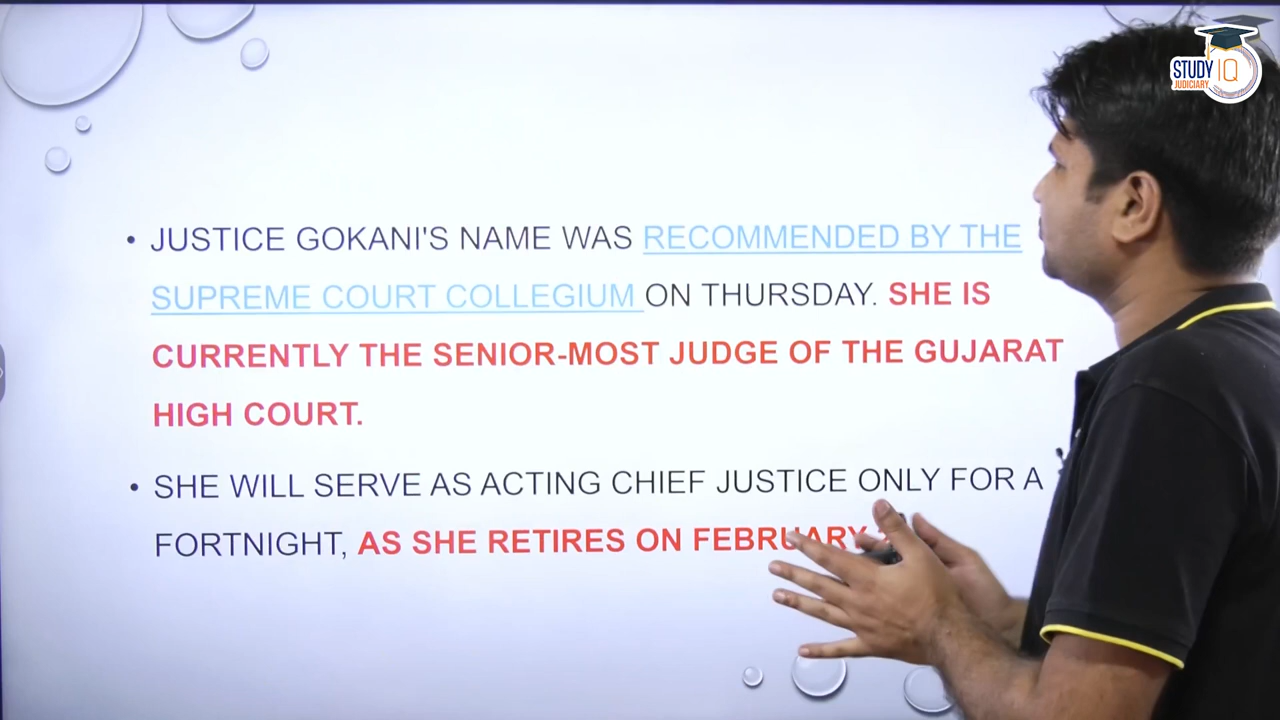 STUDY IQ
JUDICIARY
• JUSTICE GOKANI'S NAME WAS RECOMMENDED BY THE
SUPREME COURT COLLEGIUM ON THURSDAY. SHE IS
CURRENTLY THE SENIOR-MOST JUDGE OF THE GUJARAT
HIGH COURT.
• SHE WILL SERVE AS ACTING CHIEF JUSTICE ONLY FOR A
FORTNIGHT, AS SHE RETIRES ON FEBRUARY